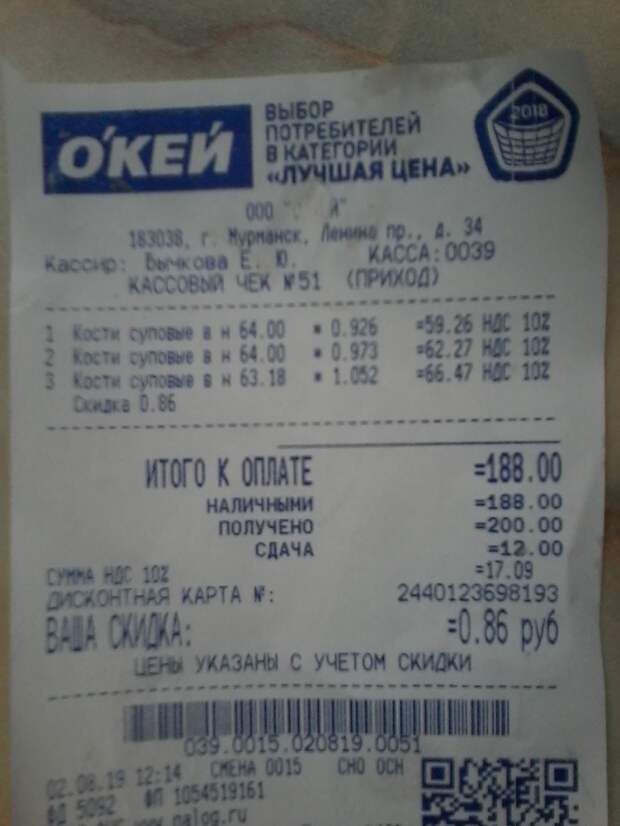 О'КЕЙ
ВЫБОР
ПОТРЕБИТЕЛЕЙ
В КАТЕГОРИИ
«ЛУЧШАЯ ЦЕНА»
2018
ООО
183038, г. Мурманск, Ленина пр., д. 34
Кассир: Бычкова Е. Ю. КАССА:0039
КАССОВЫЙ ЧЕК №51 (ПРИХОД)
1 Кости суповые в н 64.00 * 0.926 =59.26 НДС 10%
2 Кости суповые в н 64.00 * 0.973 =62.27 НДС 10%
3 Кости суповые в н 63.18 * 1.052 =66.47 НДС 10%
Скидка 0.86
ИТОГО К ОПЛАТЕ =188.00
НАЛИЧНЫМИ =188.00
ПОЛУЧЕНО =200.00
СДАЧА =12.00
СУММА НДС 10% =17.09
ДИСКОНТНАЯ КАРТА №: 2440123698193
ВАША СКИДКА: =0.86 руб
ЦЕНЫ УКАЗАНЫ С УЧЕТОМ СКИДКИ
039.0015.020819.0051
02.08.19 12:14 СМЕНА 0015 СНО ОСН
ФД 5092 ФП 1054519161
www.nalog.ru